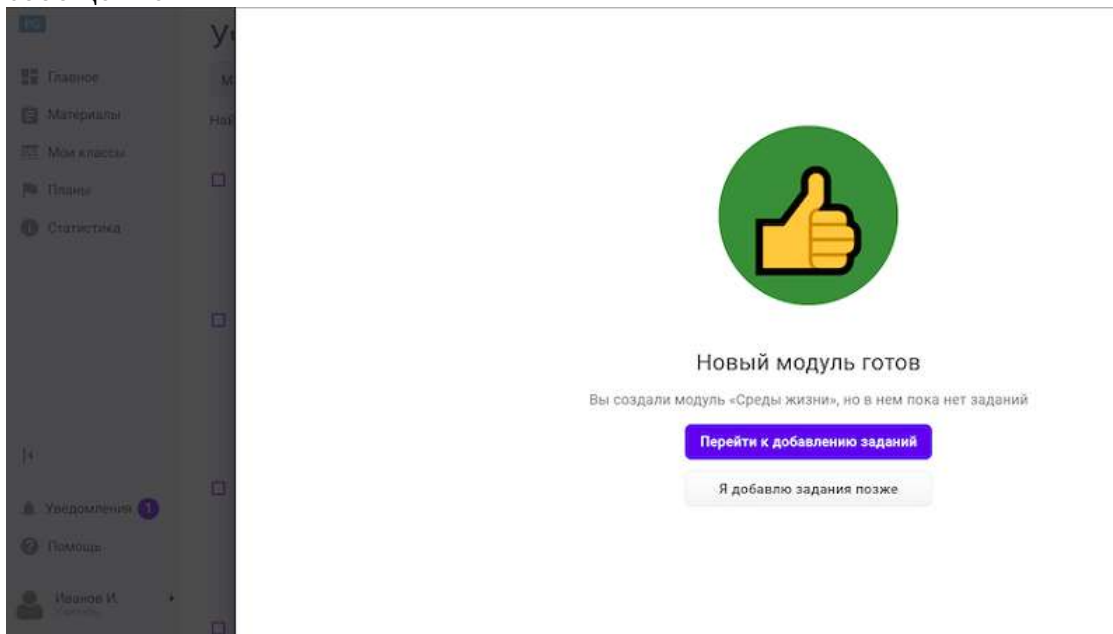 PG
Главное
Материалы
Мои классы
Планы
Статистика
Уведомления 1
Помощь
Иванов И.
Новый модуль готов
Вы создали модуль «Среды жизни», но в нем пока нет заданий
Перейти к добавлению заданий
Я добавлю задания позже